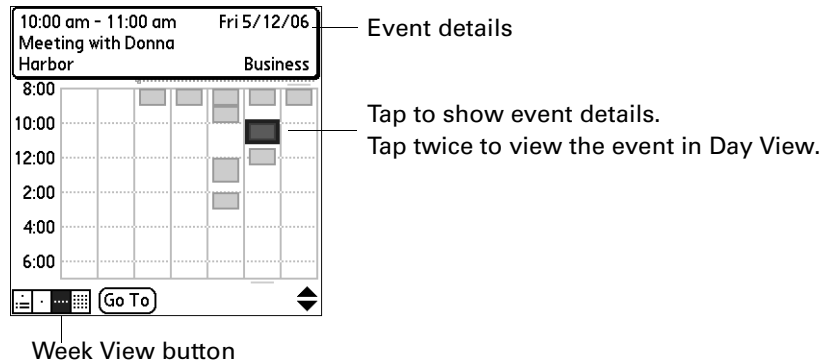 10:00 am - 11:00 am Fri 5/12/06
Meeting with Donna
Harbor Business
Event details
8:00
10:00
Tap to show event details.
Tap twice to view the event in Day View.
12:00
2:00
4:00
6:00
Go To
Week View button